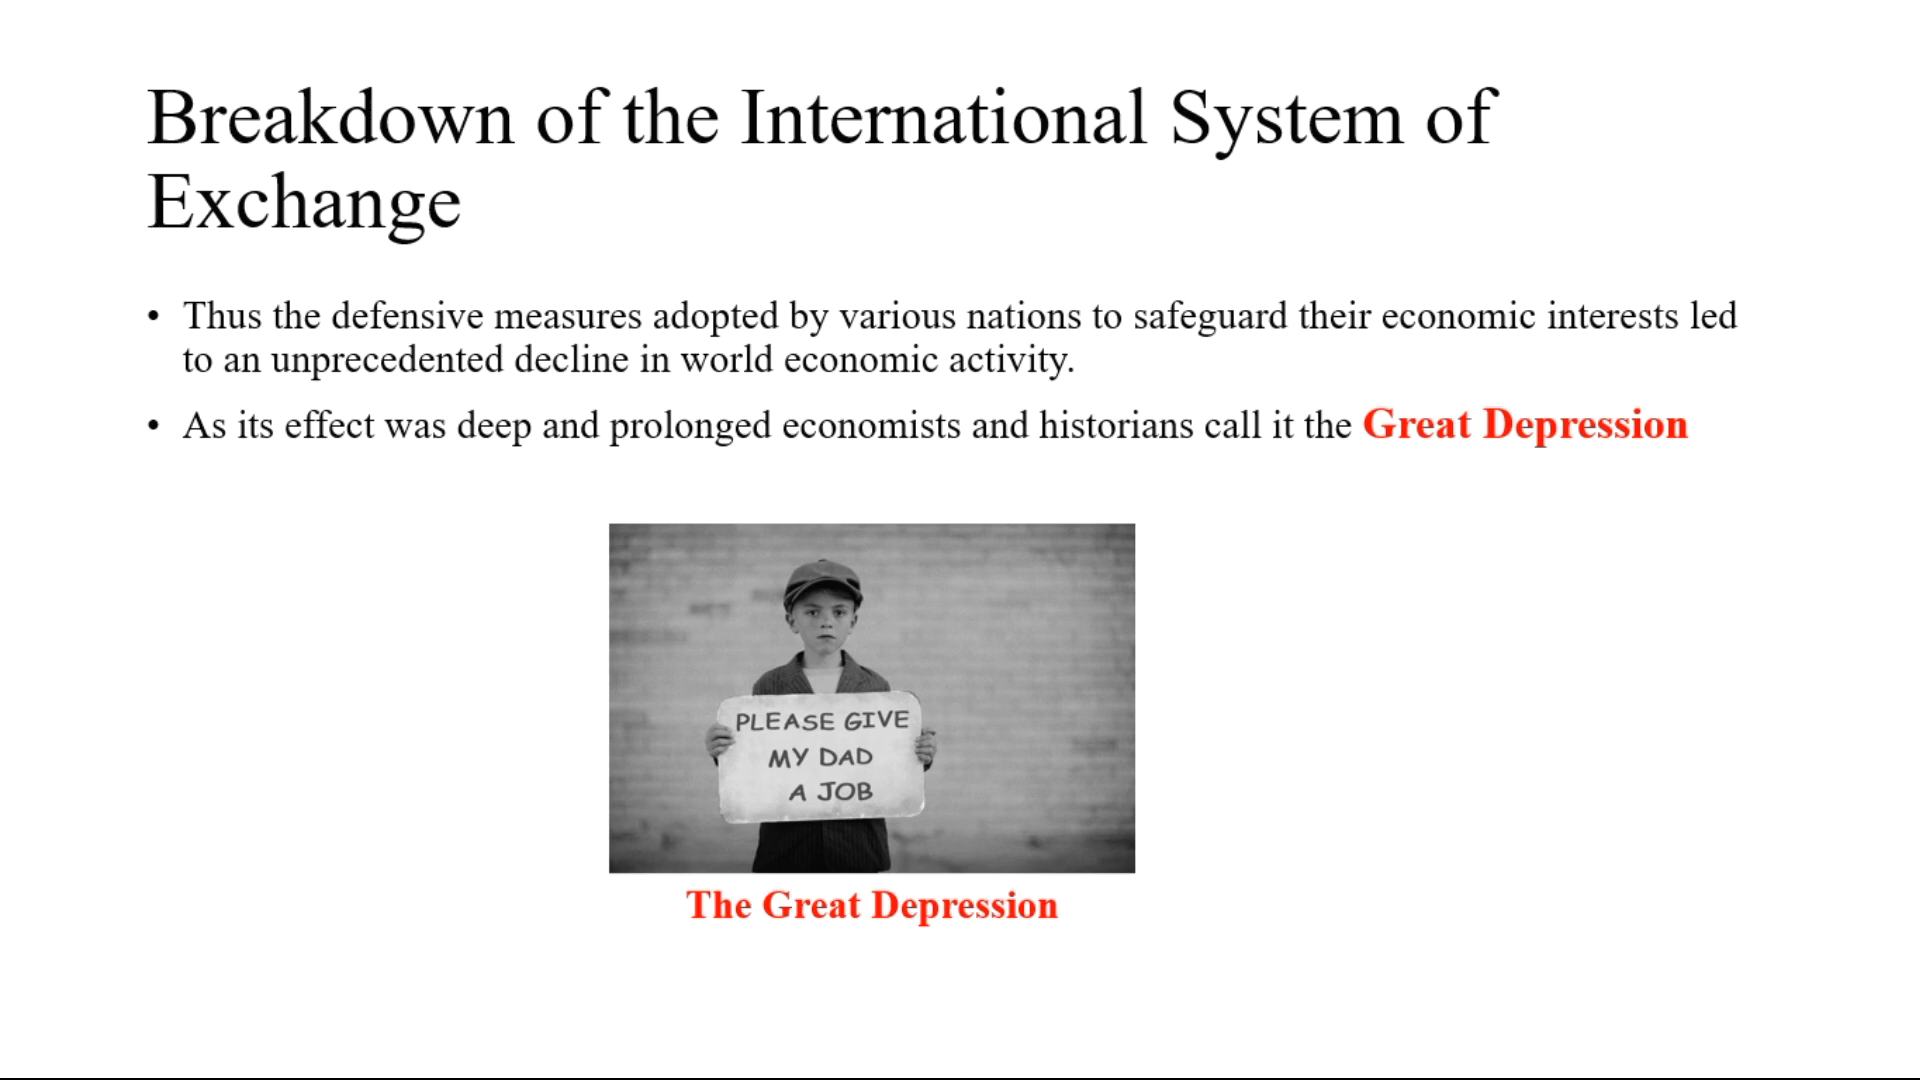 Breakdown of the International System of
Exchange
• Thus the defensive measures adopted by various nations to safeguard their economic interests led
to an unprecedented decline in world economic activity.
• As its effect was deep and prolonged economists and historians call it the Great Depression
PLEASE GIVE
MY DAD
A JOB
The Great Depression